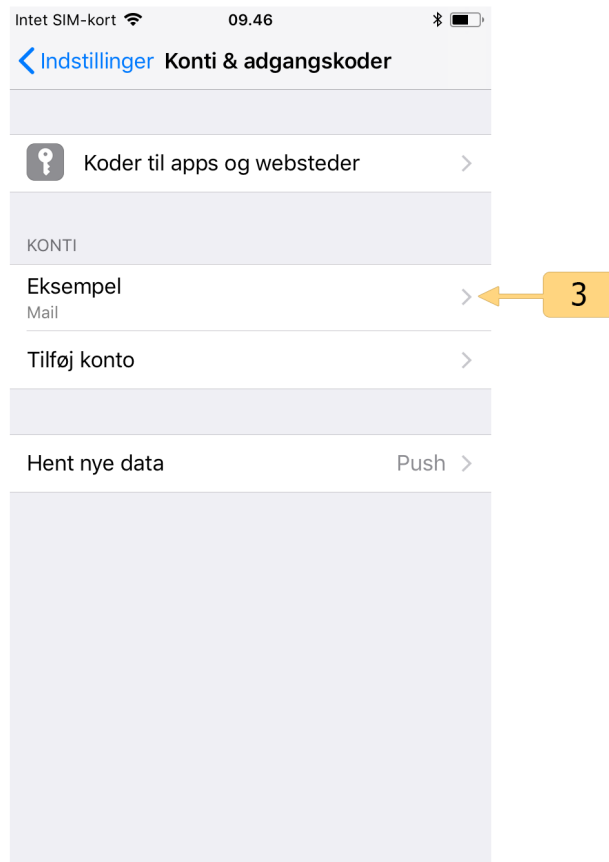 Intet SIM-kort 09.46
Indstillinger Konti & adgangskoder
Koder til apps og websteder
KONTI
Eksempel
3
Mail
Tilføj konto
Hent nye data Push